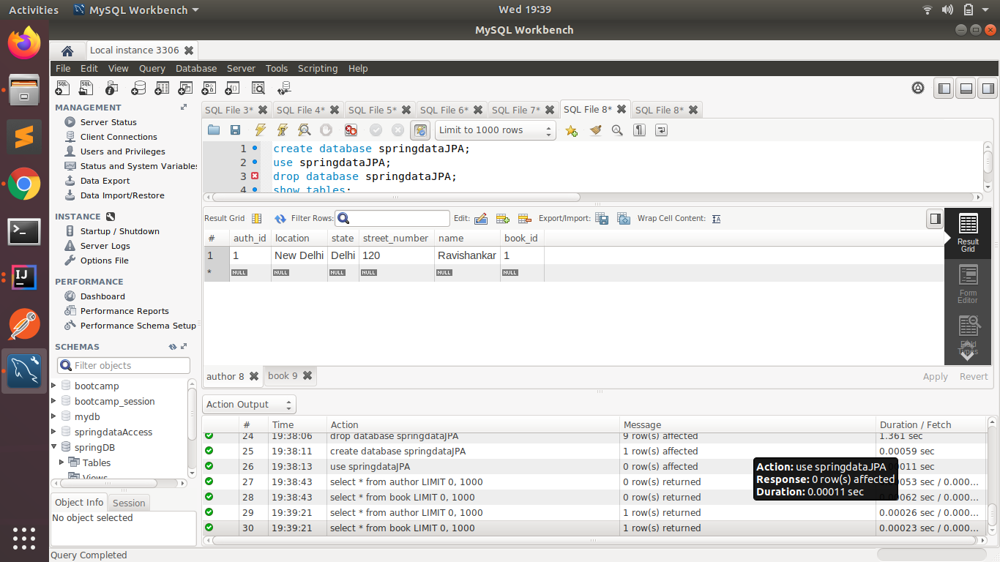 Activities MySQL Workbench Wed 19:39
MySQL Workbench
Local instance 3306
File Edit View Query Database Server Tools Scripting Help
MANAGEMENT
Server Status
Client Connections
Users and Privileges
Status and System Variables
Data Export
Data Import/Restore
INSTANCE
Startup / Shutdown
Server Logs
Options File
PERFORMANCE
Dashboard
Performance Reports
Performance Schema Setup
SCHEMAS
Filter objects
bootcamp
bootcamp_session
mydb
springdataAccess
springDB
Tables
Views
Object Info Session
No object selected
SQL File 3* SQL File 4* SQL File 5* SQL File 6* SQL File 7* SQL File 8* SQL File 8*
Limit to 1000 rows
1 create database springdataJPA;
2 use springdataJPA;
3 drop database springdataJPA;
4 show tables;
Result Grid Filter Rows: Edit: Export/Import: Wrap Cell Content:
# auth_id location state street_number name book_id
1 1 New Delhi Delhi 120 Ravishankar 1
* NULL NULL NULL NULL NULL NULL
Result
Grid
Form
Editor
Field
Types
author 8 book 9 Apply Revert
Action Output
# Time Action Message Duration / Fetch
24 19:38:06 drop database springdataJPA 9 row(s) affected 1.361 sec
25 19:38:11 create database springdataJPA 1 row(s) affected 0.00059 sec
26 19:38:13 use springdataJPA 0 row(s) affected 0.00011 sec
27 19:38:43 select * from author LIMIT 0, 1000 0 row(s) returned 0.00053 sec / 0.000...
28 19:38:43 select * from book LIMIT 0, 1000 0 row(s) returned 0.00062 sec / 0.000...
29 19:39:21 select * from author LIMIT 0, 1000 1 row(s) returned 0.00026 sec / 0.000...
30 19:39:21 select * from book LIMIT 0, 1000 1 row(s) returned 0.00023 sec / 0.000...
Action: use springdataJPA
Response: 0 row(s) affected
Duration: 0.00011 sec
Query Completed